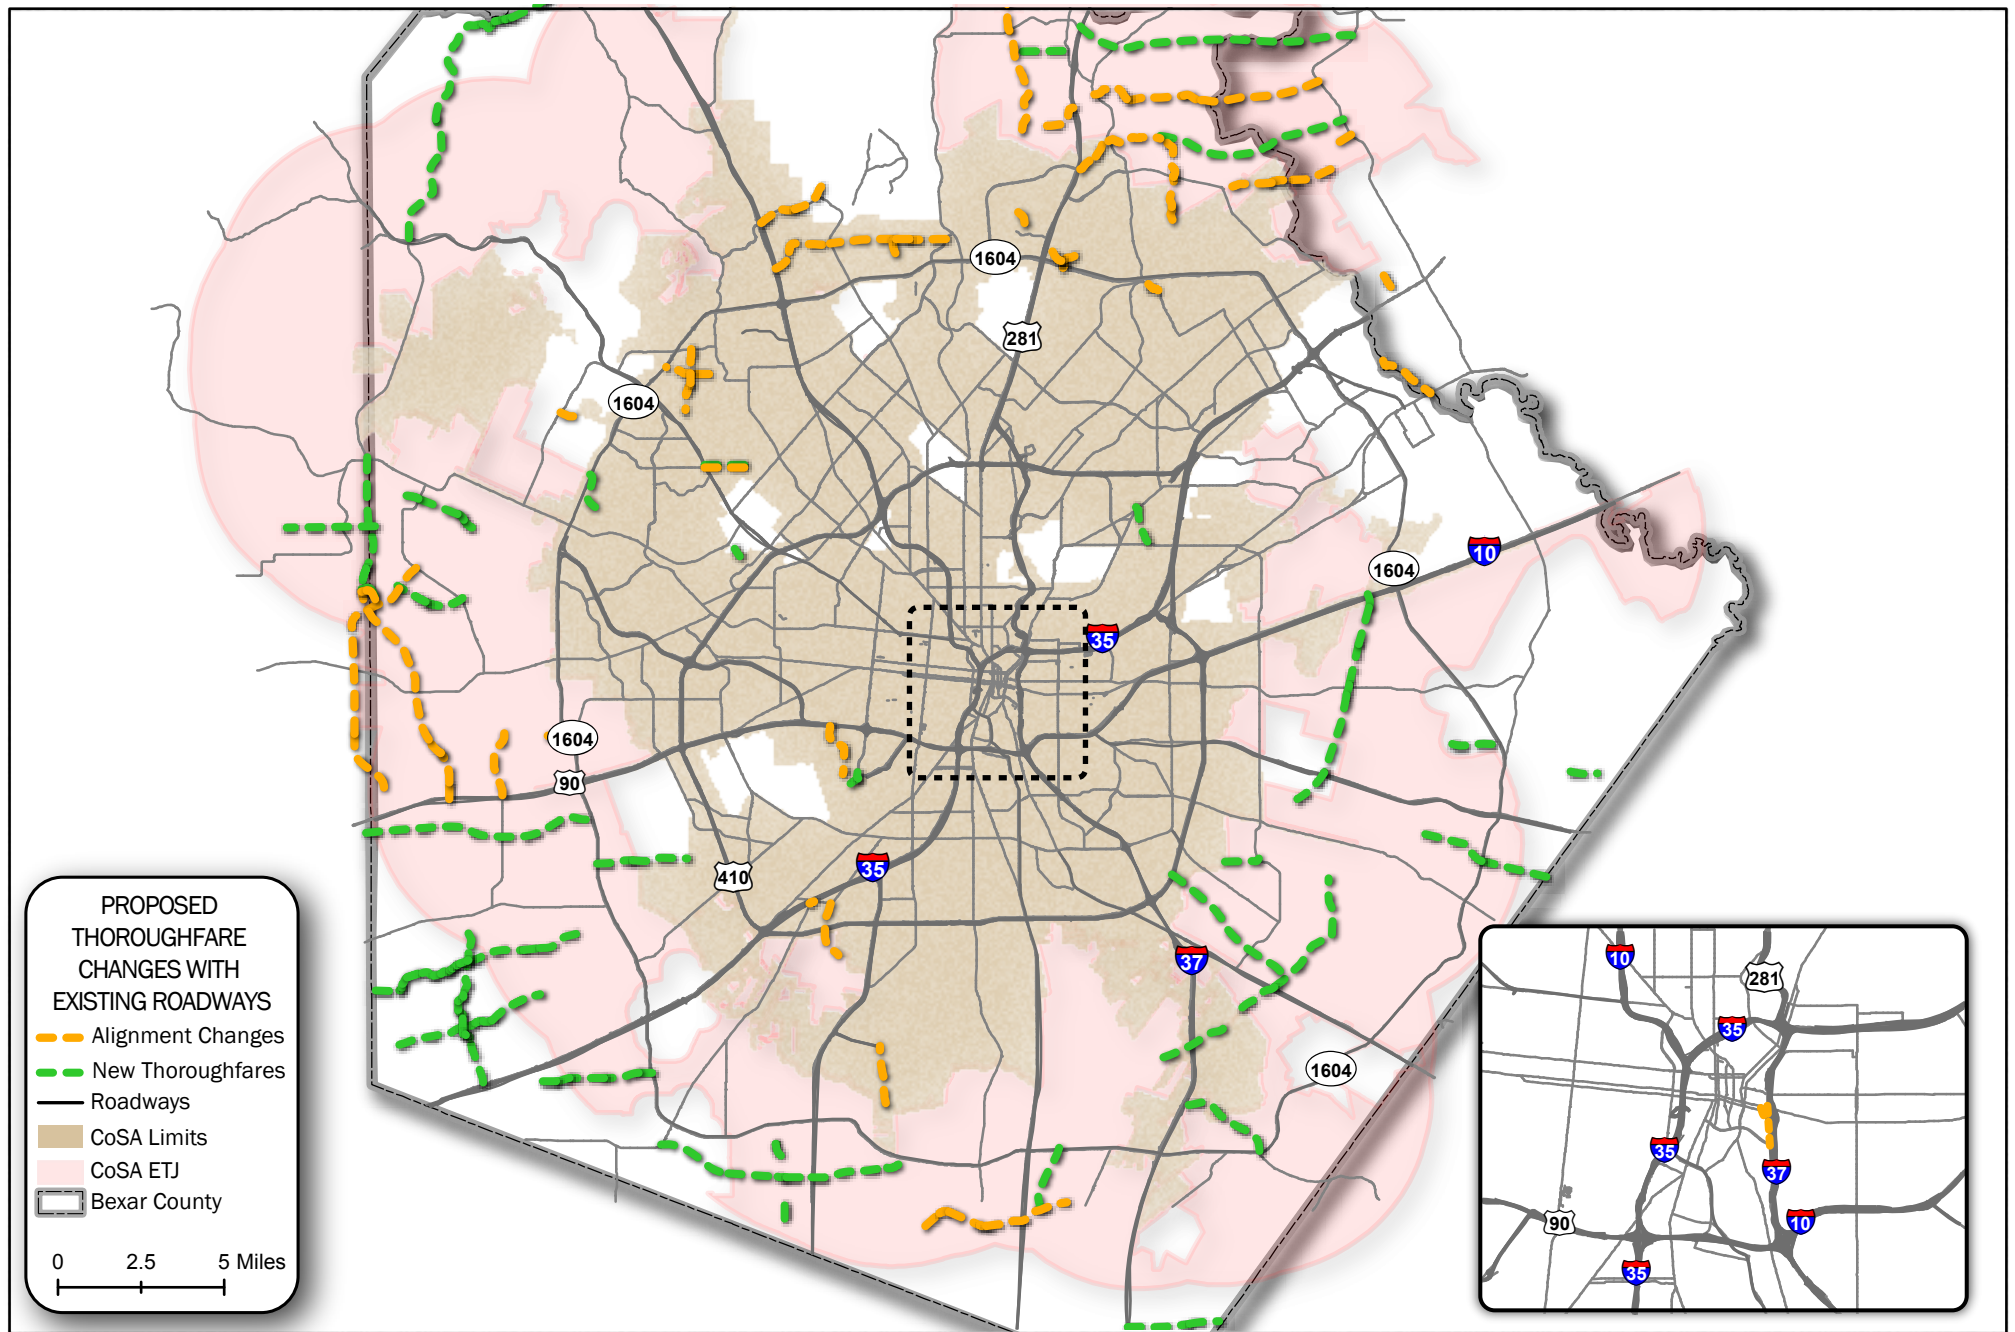 1604
281
1604
10
1604
35
1604
90
35
410
37
1604
PROPOSED
THOROUGHFARE
CHANGES WITH
EXISTING ROADWAYS
Alignment Changes
New Thoroughfares
Roadways
CoSA Limits
CoSA ETJ
Bexar County
0 2.5 5 Miles
10
281
35
35
37
90
10
35